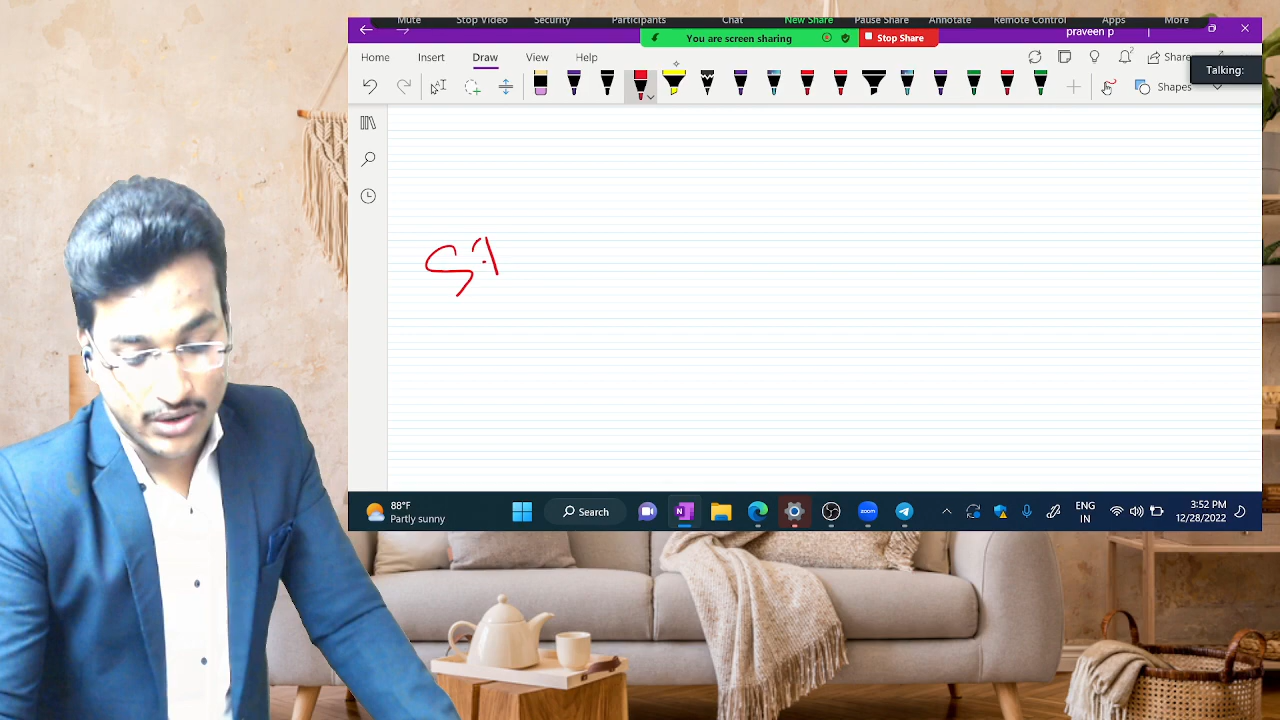 Mute Stop Video Security Participants Chat New Share Pause Share Annotate Remote Control Apps More
You are screen sharing Stop Share praveen p
Home Insert Draw View Help Share Talking:
Shapes
88°F
Partly sunny
Search
ENG
IN
3:52 PM
12/28/2022